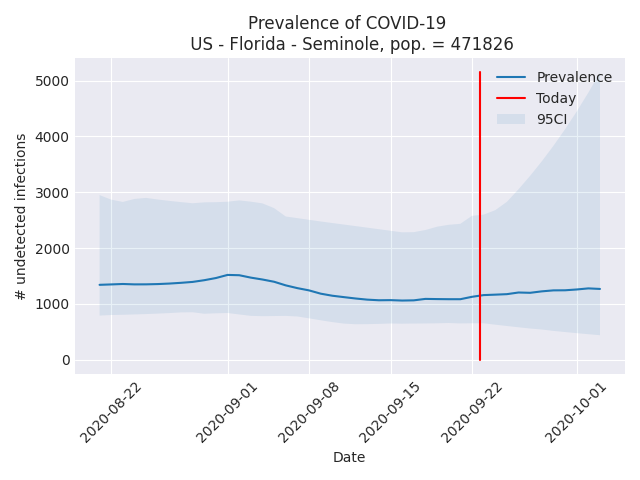 Prevalence of COVID-19
US - Florida - Seminole, pop. = 471826
Prevalence
Today
95CI
# undetected infections
5000
4000
3000
2000
1000
0
2020-08-22
2020-09-01
2020-09-08
2020-09-15
2020-09-22
2020-10-01
Date